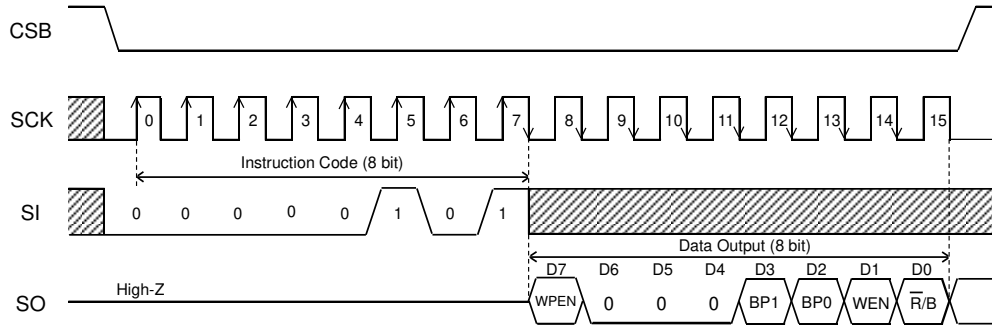 CSB
SCK 0 1 2 3 4 5 6 7 8 9 10 11 12 13 14 15
Instruction Code (8 bit)
SI 0 0 0 0 0 1 0 1
Data Output (8 bit)
D7 D6 D5 D4 D3 D2 D1 D0
High-Z
SO WPEN 0 0 0 BP1 BP0 WEN R̅/B